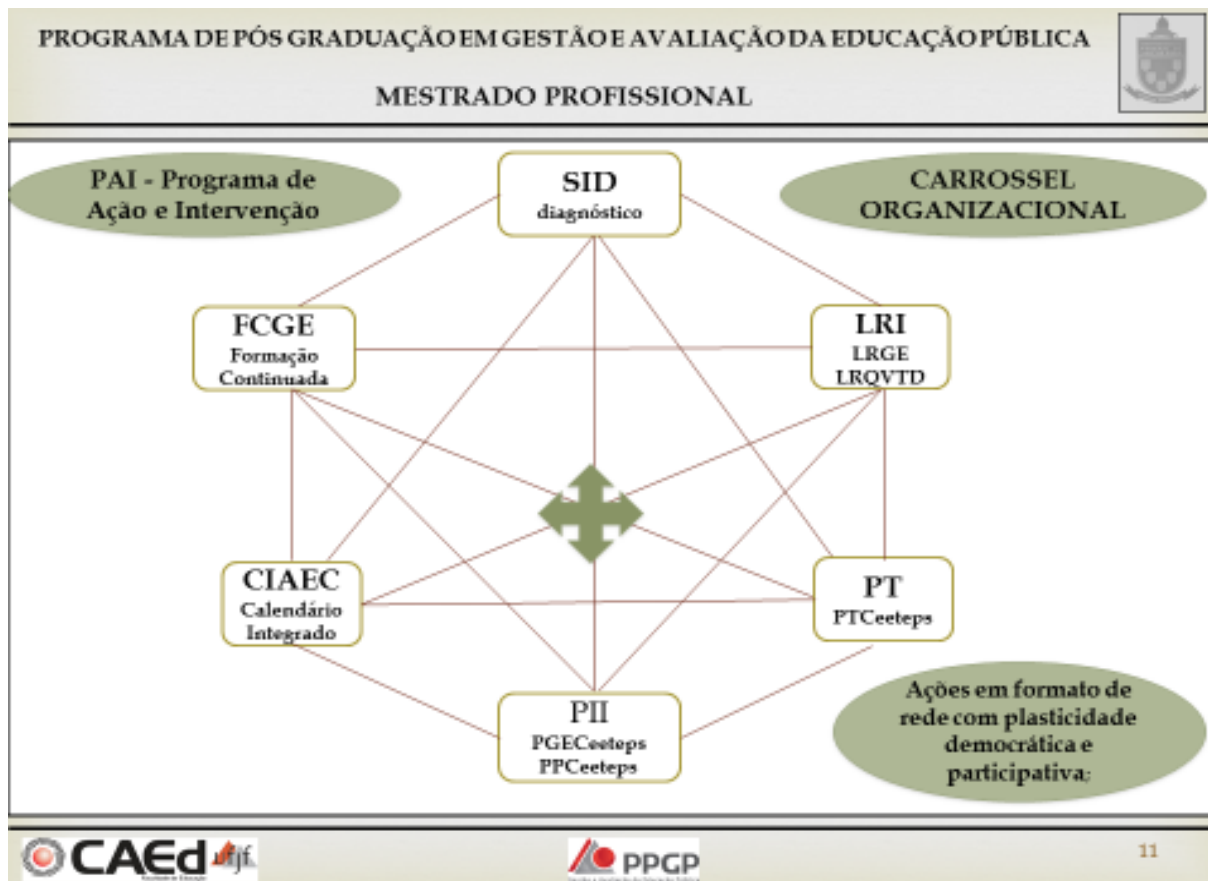 PROGRAMA DE PÓS GRADUAÇÃO EM GESTÃO E AVALIAÇÃO DA EDUCAÇÃO PÚBLICA
MESTRADO PROFISSIONAL
PAI - Programa de
Ação e Intervenção
SID
diagnóstico
CARROSSEL
ORGANIZACIONAL
FCGE
Formação
Continuada
LRI
LRGE
LRQVTD
CIAEC
Calendário
Integrado
PT
PTCeeteps
PII
PGECeeteps
PPCeeteps
Ações em formato de
rede com plasticidade
democrática e
participativa;
CAEd ufjf
PPGP
11